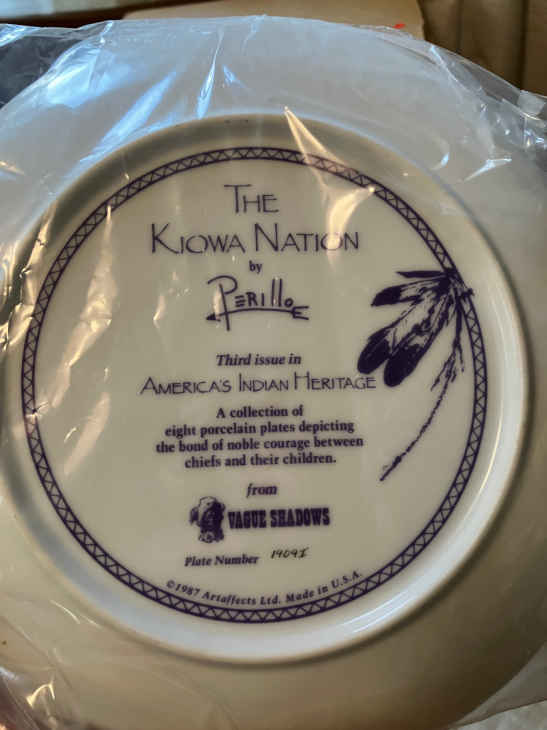 THE
KIOWA NATION
by
PERILLO
Third issue in
AMERICA'S INDIAN HERITAGE
A collection of
eight porcelain plates depicting
the bond of noble courage between
chiefs and their children.
from
VAGUE SHADOWS
Plate Number 1909I
©1987 Artaffects Ltd. Made in U.S.A.